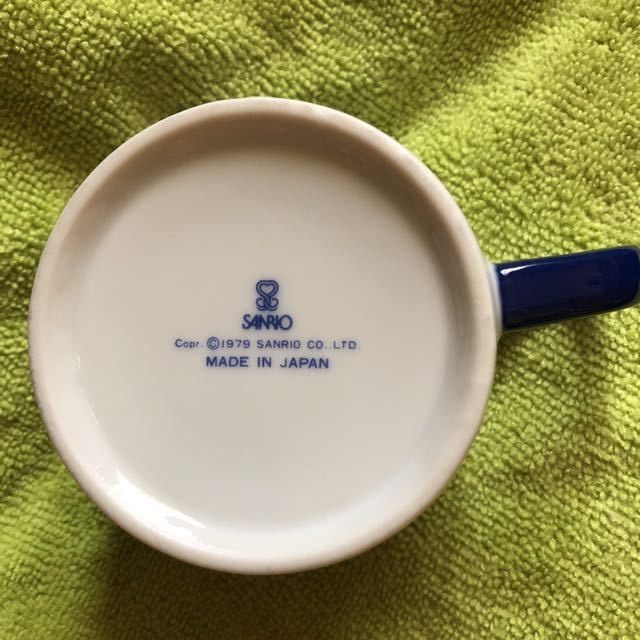 SANRIO
Copr. ©1979 SANRIO CO., LTD.
MADE IN JAPAN